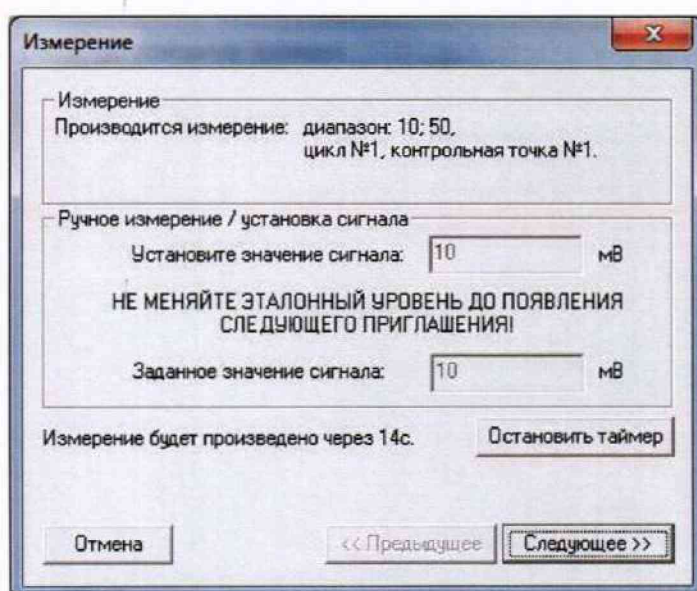 Измерение
Измерение
Производится измерение: диапазон: 10; 50,
цикл №1, контрольная точка №1.
Ручное измерение / установка сигнала
Установите значение сигнала: 10 мВ
НЕ МЕНЯЙТЕ ЭТАЛОННЫЙ УРОВЕНЬ ДО ПОЯВЛЕНИЯ
СЛЕДУЮЩЕГО ПРИГЛАШЕНИЯ!
Заданное значение сигнала: 10 мВ
Измерение будет произведено через 14с. Остановить таймер
Отмена << Предыдущее Следующее >>